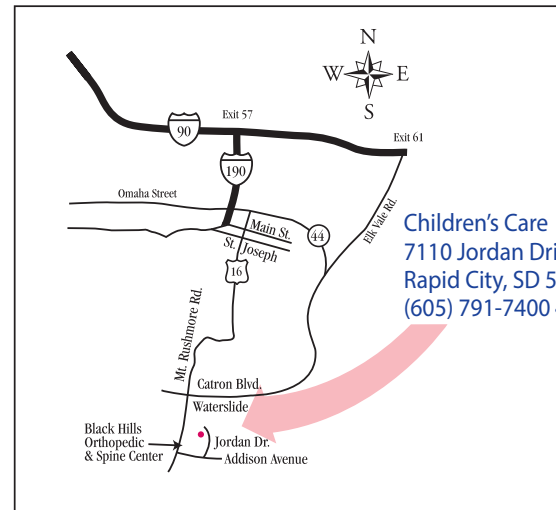 N
W E
S
Exit 57
90
Exit 61
190
Omaha Street
Main St.
St. Joseph
44
Elk Vale Rd.
16
Children's Care
7110 Jordan Dri
Rapid City, SD 5
(605) 791-7400
Mt. Rushmore Rd.
Catron Blvd.
Waterslide
Black Hills
Orthopedic
& Spine Center
Jordan Dr.
Addison Avenue